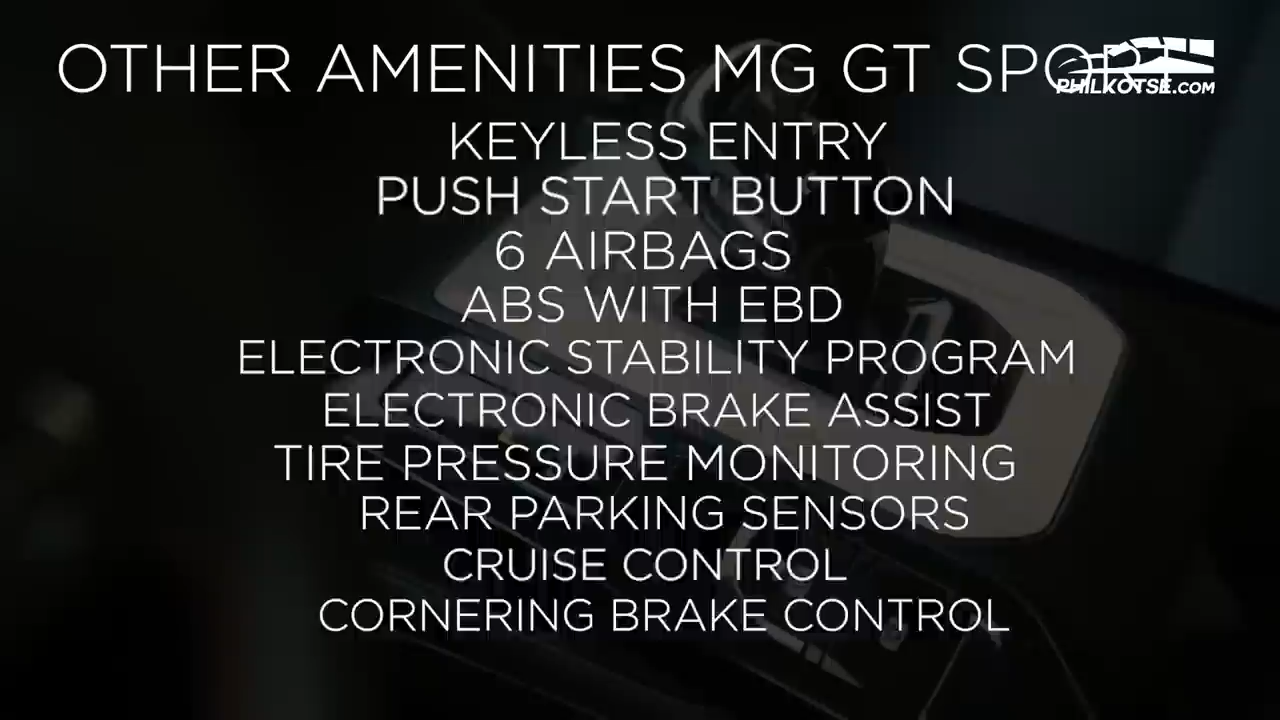 OTHER AMENITIES MG GT SPORT
PHILKOTSE.COM
KEYLESS ENTRY
PUSH START BUTTON
6 AIRBAGS
ABS WITH EBD
ELECTRONIC STABILITY PROGRAM
ELECTRONIC BRAKE ASSIST
TIRE PRESSURE MONITORING
REAR PARKING SENSORS
CRUISE CONTROL
CORNERING BRAKE CONTROL